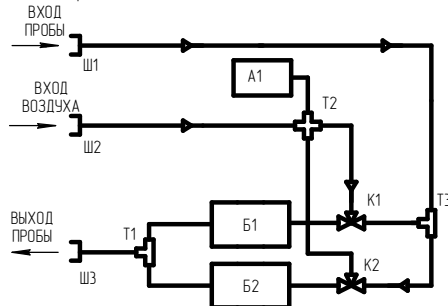 ВХОД
ПРОБЫ
Ш1
ВХОД
ВОЗДУХА
Ш2
А1
Т2
К1
Т3
ВЫХОД
ПРОБЫ
Т1
Б1
К2
Ш3
Б2